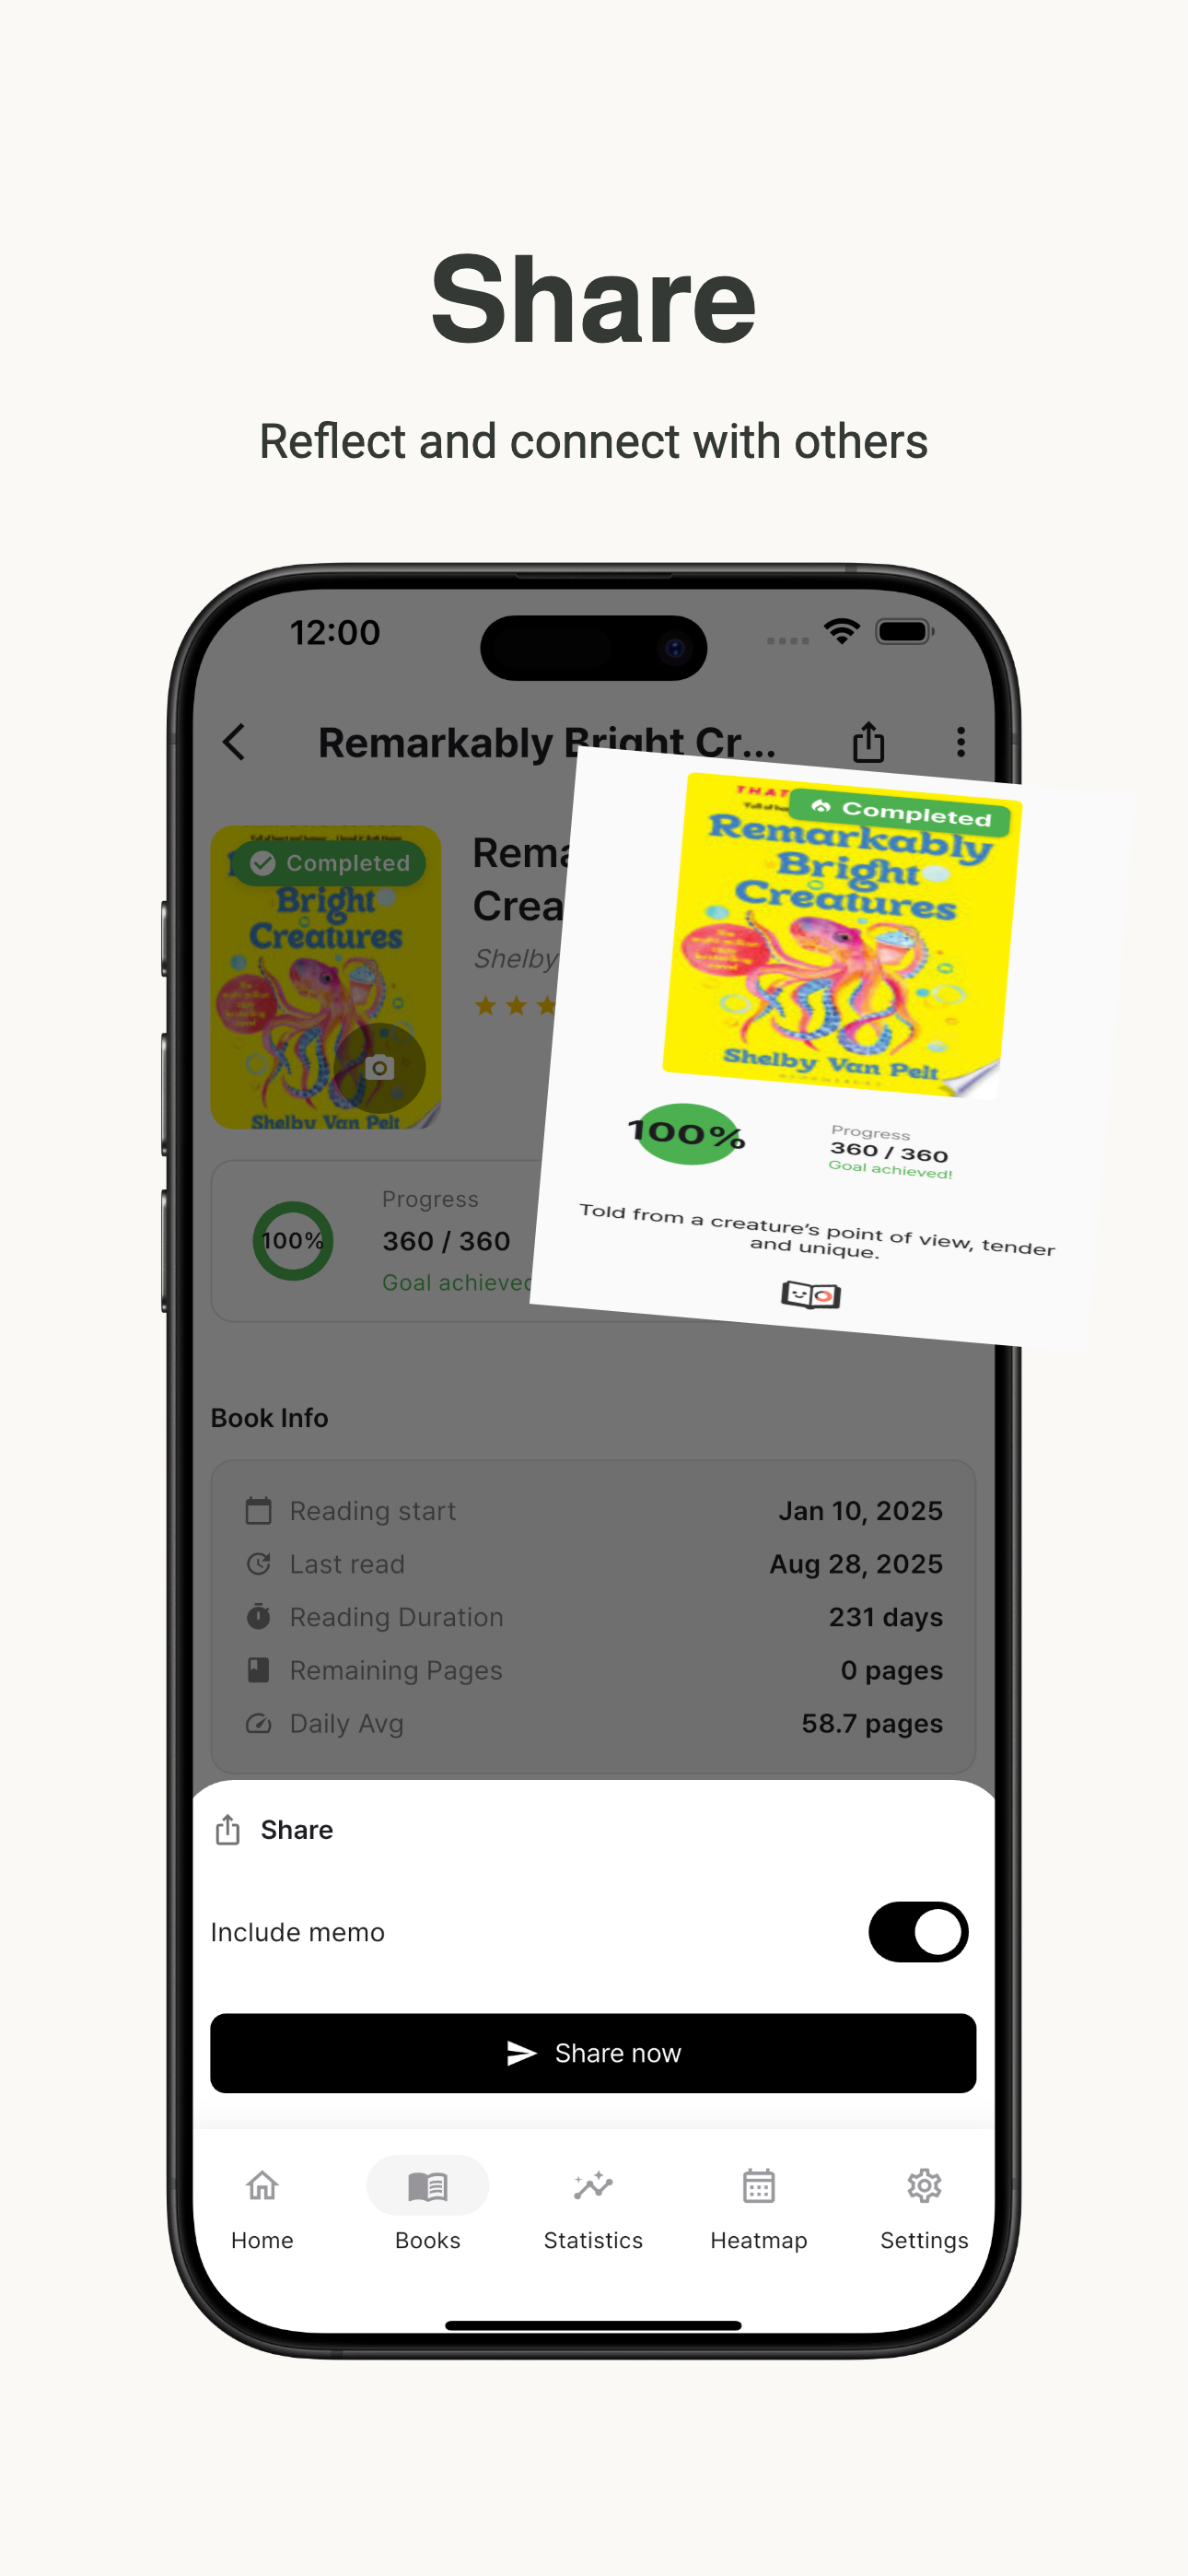 Share
Reflect and connect with others
12:00
Remarkably Bright Cr...
Completed
Bright
Creatures
Shelby Van Pelt
Rema
Crea
Shelby
THAT
Completed
Remarkably
Bright
Creatures
Shelby Van Pelt
100%
Progress
360 / 360
Goal achieved!
Told from a creature's point of view, tender
and unique.
100%
Progress
360 / 360
Goal achieved
Book Info
Reading start Jan 10, 2025
Last read Aug 28, 2025
Reading Duration 231 days
Remaining Pages 0 pages
Daily Avg 58.7 pages
Share
Include memo
Share now
Home Books Statistics Heatmap Settings